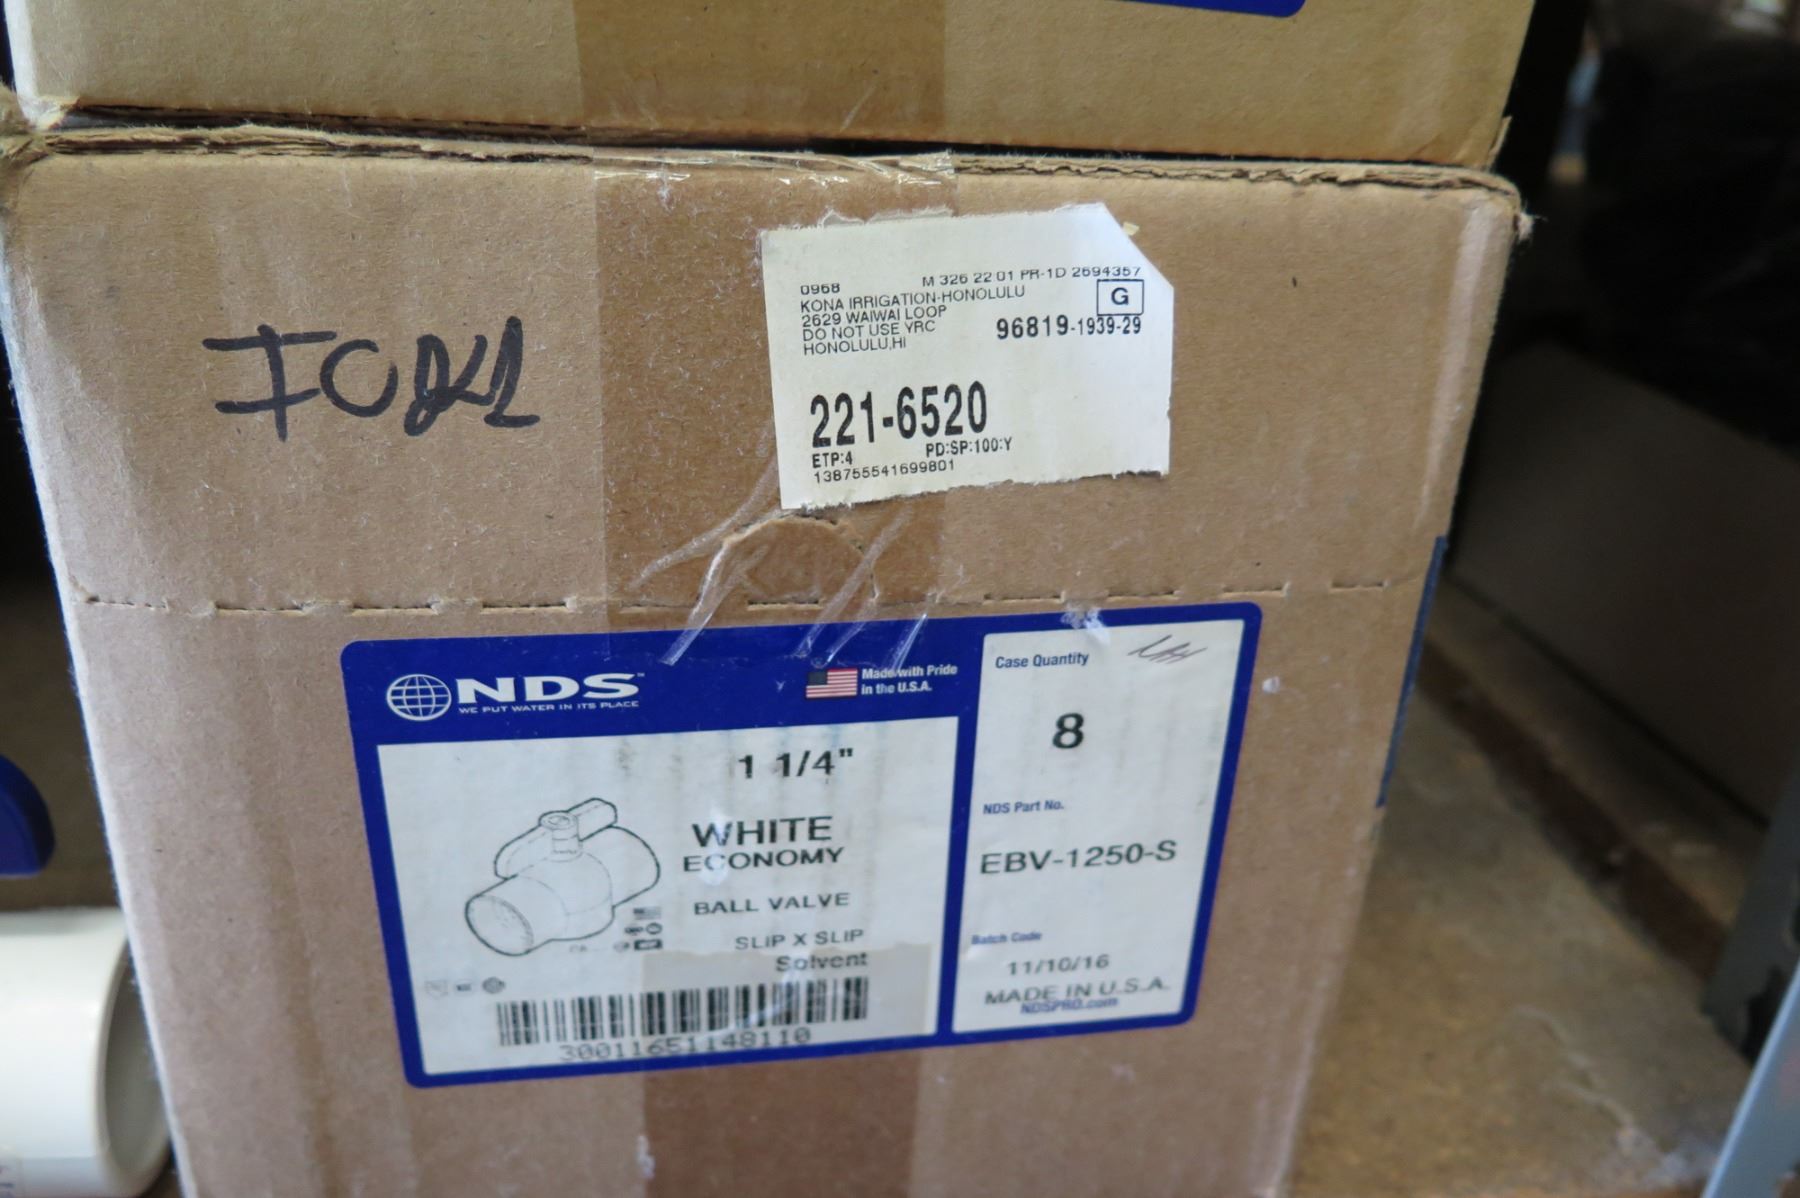 0968 M 326 22 01 PR-1D 2694357
KONA IRRIGATION-HONOLULU
G
2629 WAIWAI LOOP
DO NOT USE YRC
96819-1939-29
HONOLULU,HI
221-6520
ETP:4 PD:SP:100:Y
138755541699801
NDS
WE PUT WATER IN ITS PLACE
Made with Pride
in the U.S.A.
1 1/4"
WHITE
ECONOMY
BALL VALVE
SLIP X SLIP
Solvent
30011651148110
Case Quantity
8
NDS Part No.
EBV-1250-S
Batch Code
11/10/16
MADE IN U.S.A.
NDSPRO.com